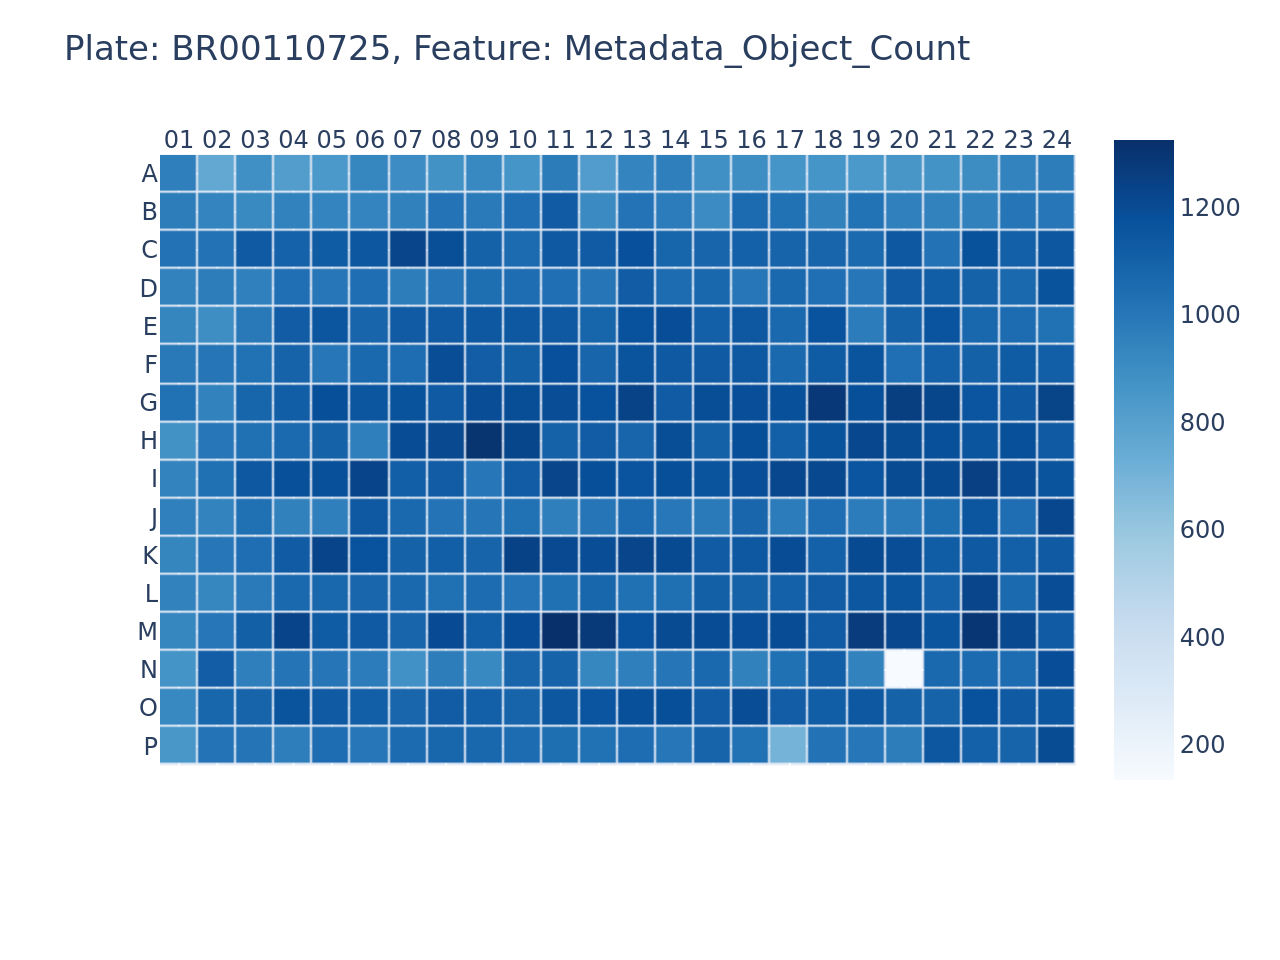 Plate: BR00110725, Feature: Metadata_Object_Count
01 02 03 04 05 06 07 08 09 10 11 12 13 14 15 16 17 18 19 20 21 22 23 24
A
B
C
D
E
F
G
H
I
J
K
L
M
N
O
P
1200
1000
800
600
400
200